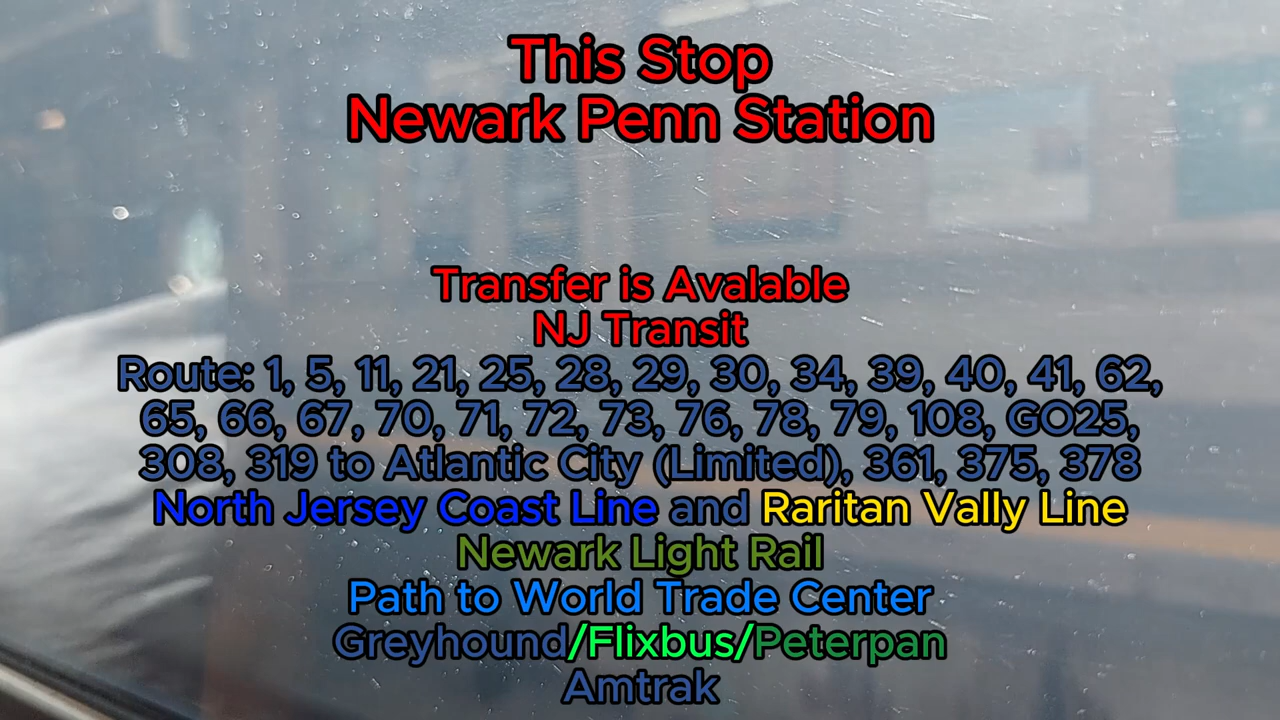 This Stop
Newark Penn Station
Transfer is Avalable
NJ Transit
Route: 1, 5, 11, 21, 25, 28, 29, 30, 34, 39, 40, 41, 62,
65, 66, 67, 70, 71, 72, 73, 76, 78, 79, 108, GO25,
308, 319 to Atlantic City (Limited), 361, 375, 378
North Jersey Coast Line and Raritan Vally Line
Newark Light Rail
Path to World Trade Center
Greyhound/Flixbus/Peterpan
Amtrak